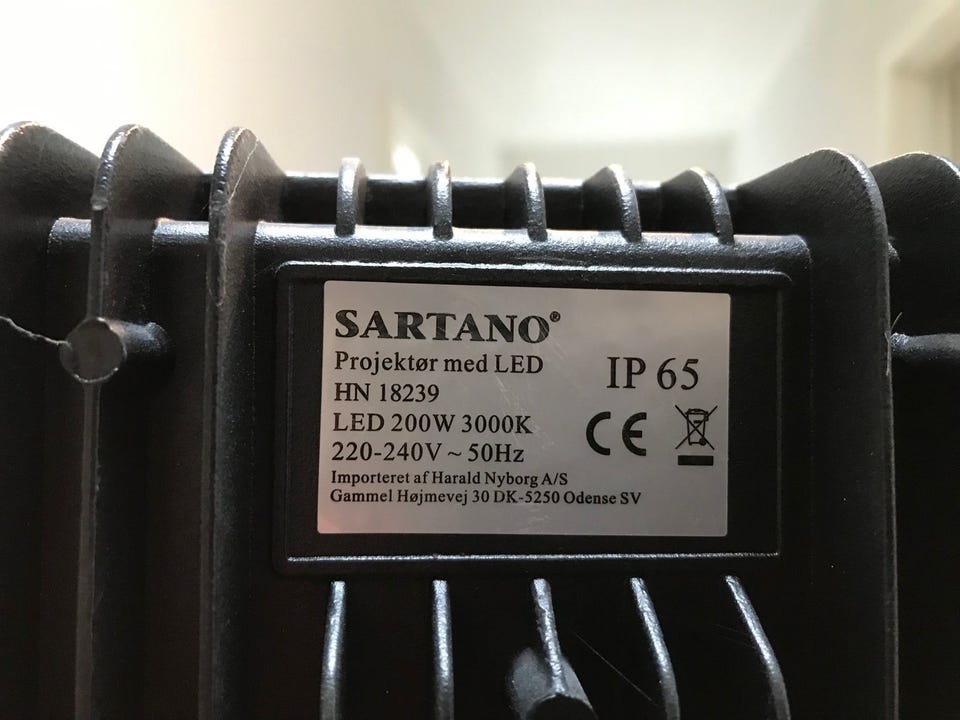 SARTANO®
Projektør med LED
HN 18239
LED 200W 3000K
220-240V ~ 50Hz
IP 65
CE
Importeret af Harald Nyborg A/S
Gammel Højmevej 30 DK-5250 Odense SV